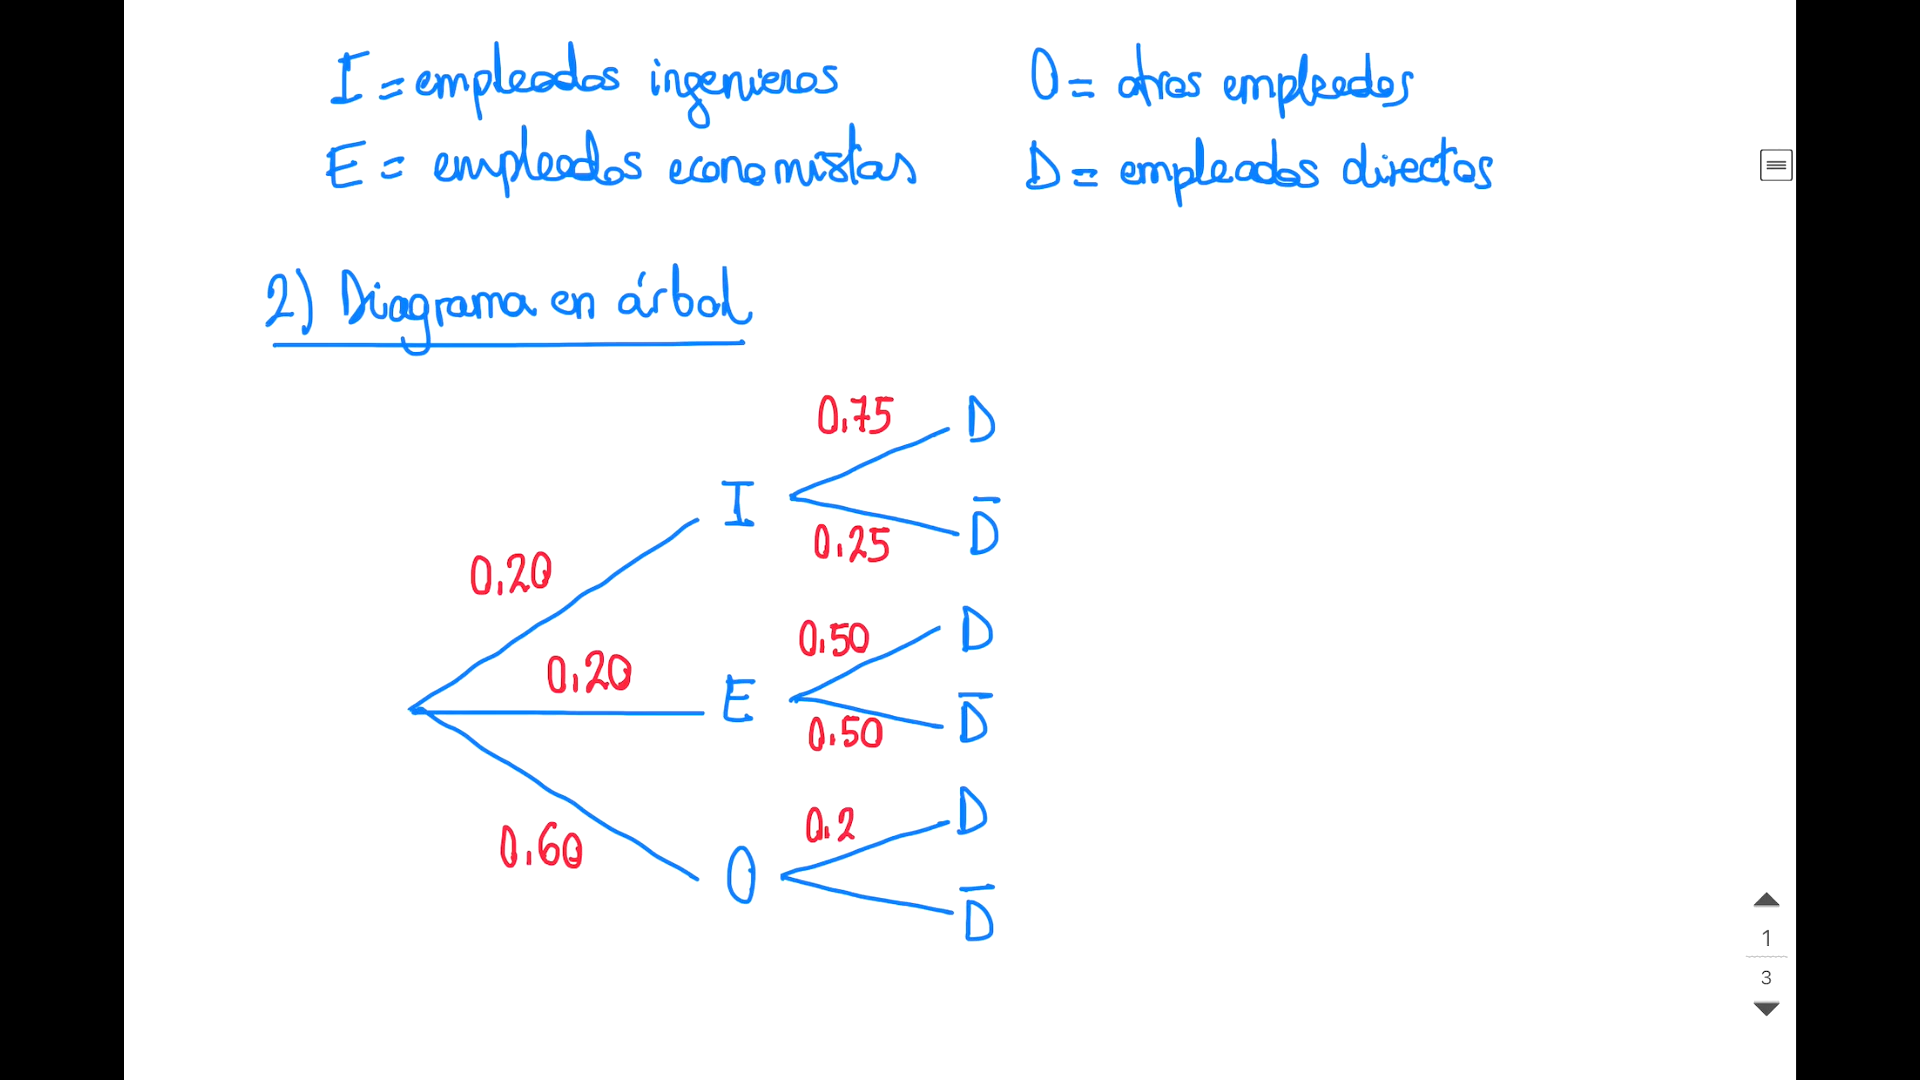 I = empleados ingenieros
O = otros empleados
E = empleados economistas
D = empleados directos
2) Diagrama en árbol
0.75 D
I
0.25 D̅
0.20
0.50 D
0.20 E
0.50 D̅
0.2 D
0.60 O
D̅
1
3